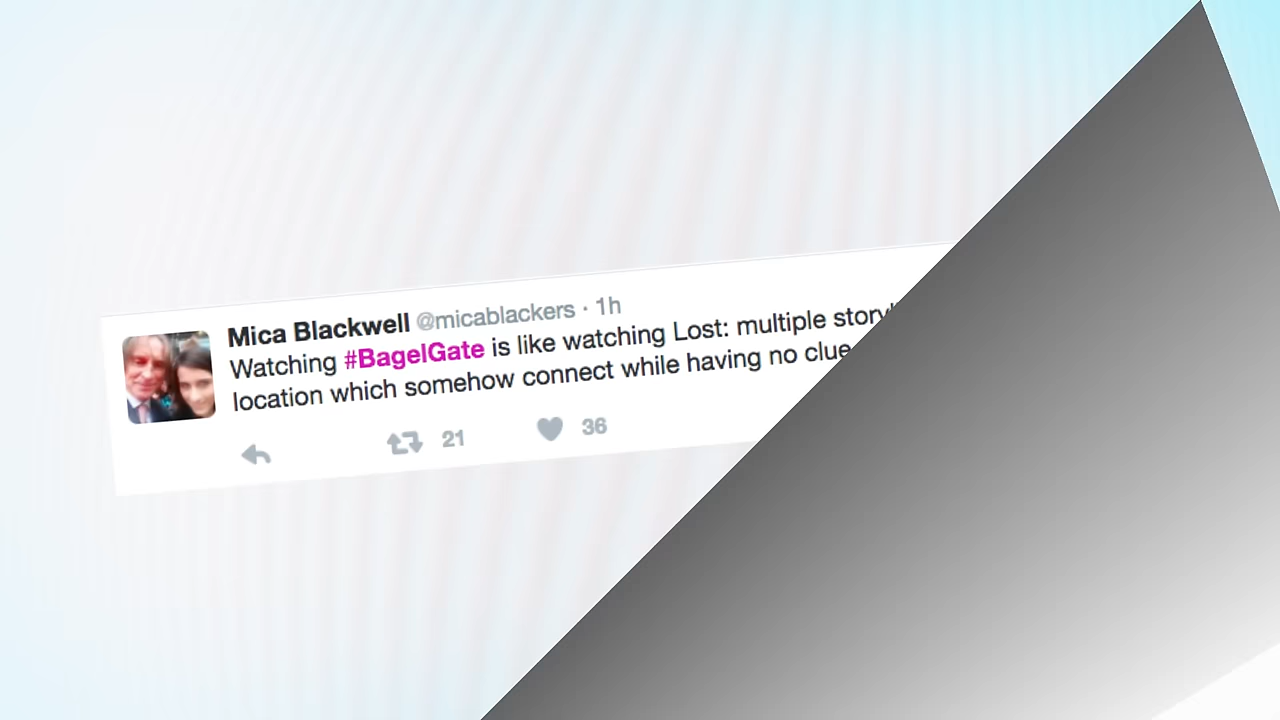 Mica Blackwell @micablackers · 1h
Watching #BagelGate is like watching Lost: multiple
location which somehow connect while having no clue
21 36